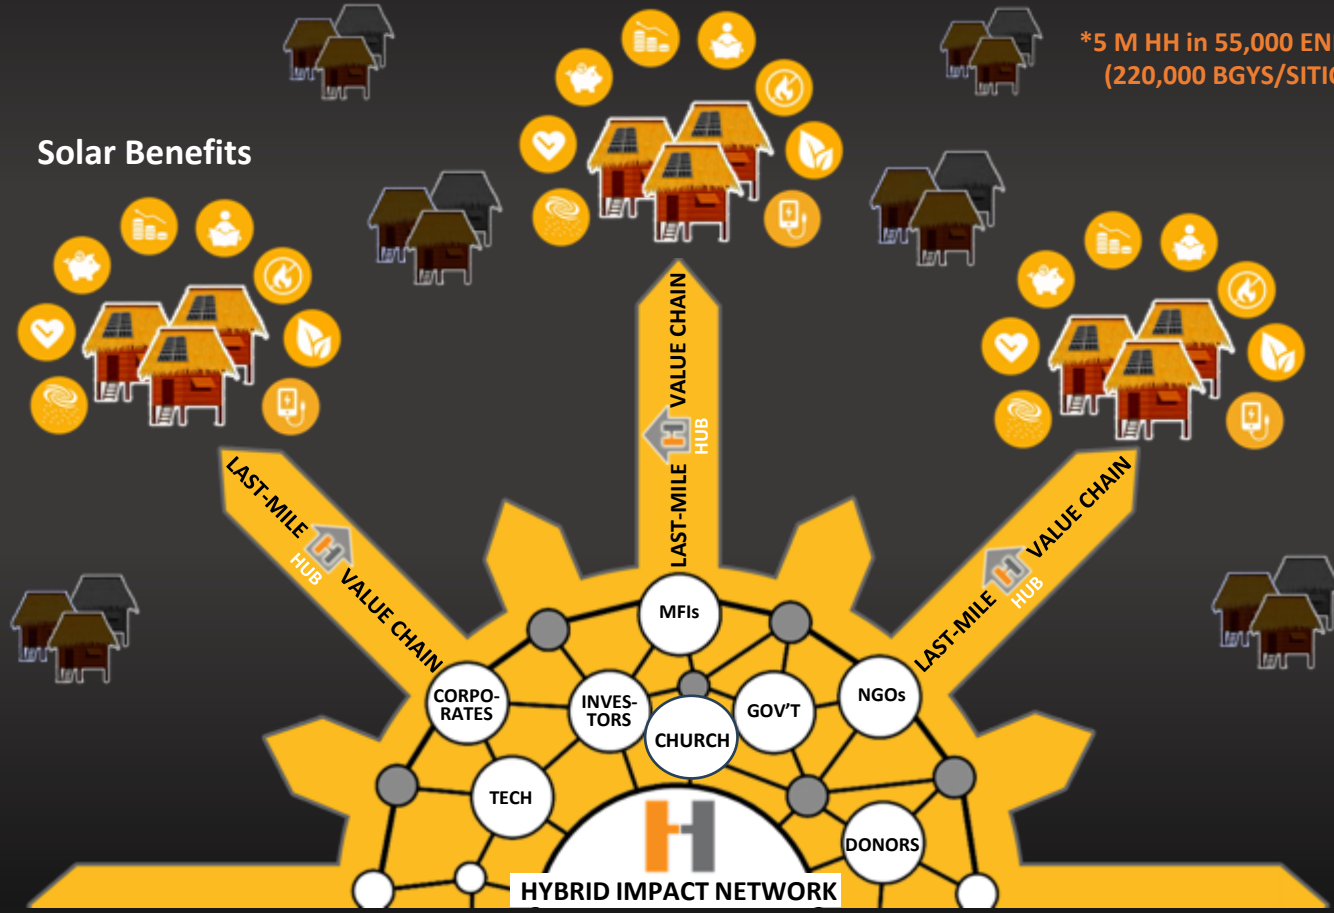 *5 M HH in 55,000
(220,000 BGYS/
Solar Benefits
LAST-MILE VALUE CHAIN
HUB
LAST-MILE VALUE CHAIN
HUB
LAST-MILE VALUE CHAIN
HUB
MFIs
CORPO-
RATES
INVES-
TORS
CHURCH
GOV'T
NGOs
TECH
DONORS
H
HYBRID IMPACT NETWORK